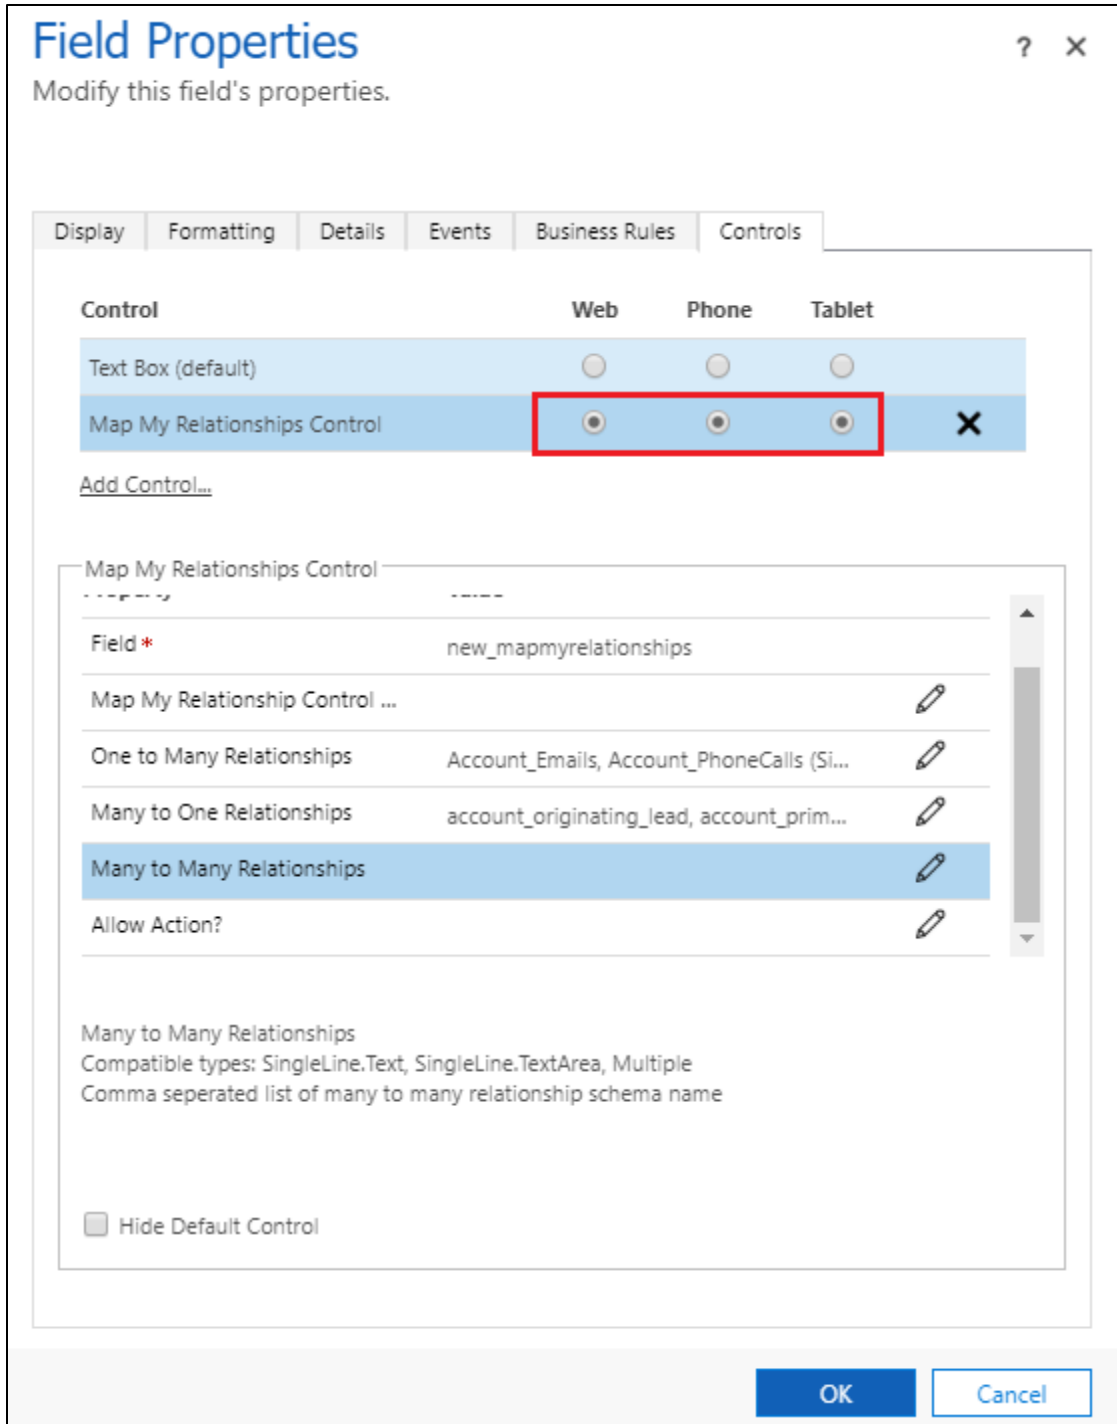 Field Properties
? ×
Modify this field's properties.
Display Formatting Details Events Business Rules Controls
Control Web Phone Tablet
Text Box (default)
Map My Relationships Control
Add Control...
Map My Relationships Control
Field * new_mapmyrelationships
Map My Relationship Control ...
One to Many Relationships Account_Emails, Account_PhoneCalls (Si...
Many to One Relationships account_originating_lead, account_prim...
Many to Many Relationships
Allow Action?
Many to Many Relationships
Compatible types: SingleLine.Text, SingleLine.TextArea, Multiple
Comma seperated list of many to many relationship schema name
Hide Default Control
OK Cancel